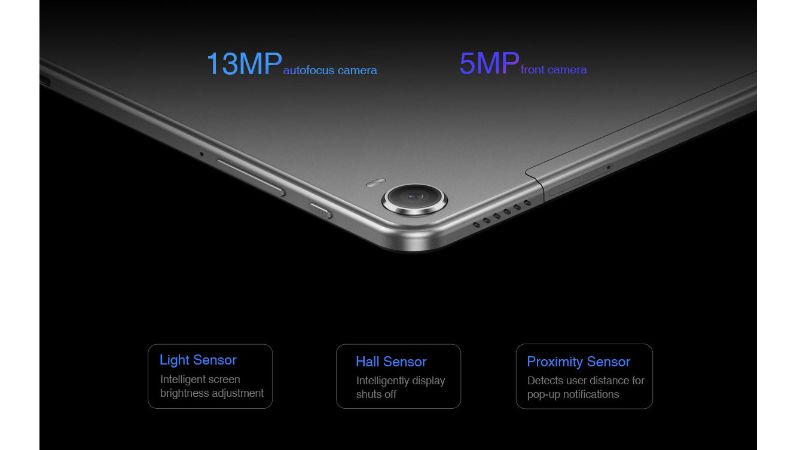 13MP autofocus camera
5MP front camera
Light Sensor
Intelligent screen
brightness adjustment
Hall Sensor
Intelligently display
shuts off
Proximity Sensor
Detects user distance for
pop-up notifications